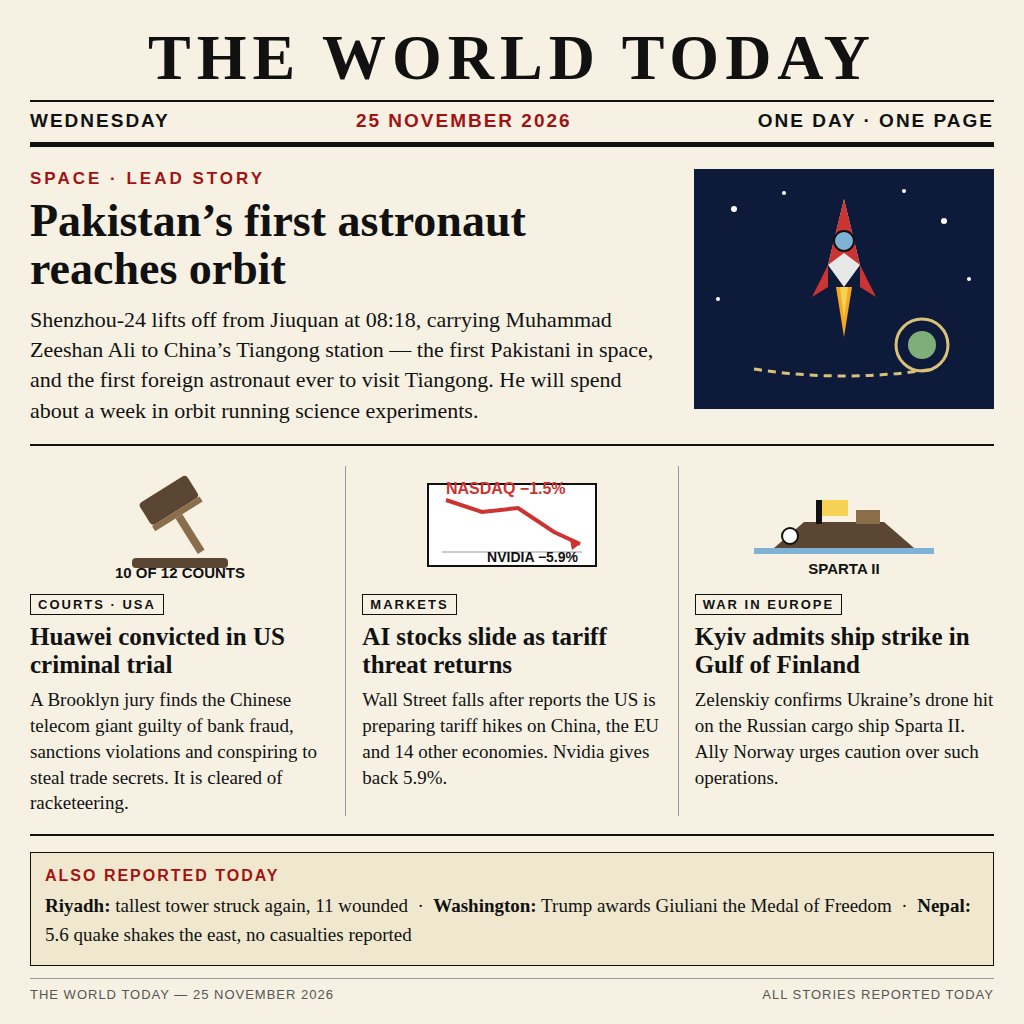 THE WORLD TODAY
WEDNESDAY
25 NOVEMBER 2026
ONE DAY · ONE PAGE
SPACE · LEAD STORY
Pakistan’s first astronaut
reaches orbit
Shenzhou-24 lifts off from Jiuquan at 08:18, carrying Muhammad
Zeeshan Ali to China’s Tiangong station — the first Pakistani in space,
and the first foreign astronaut ever to visit Tiangong. He will spend
about a week in orbit running science experiments.
10 OF 12 COUNTS
COURTS · USA
Huawei convicted in US
criminal trial
A Brooklyn jury finds the Chinese
telecom giant guilty of bank fraud,
sanctions violations and conspiring to
steal trade secrets. It is cleared of
racketeering.
NASDAQ −1.5%
NVIDIA −5.9%
MARKETS
AI stocks slide as tariff
threat returns
Wall Street falls after reports the US is
preparing tariff hikes on China, the EU
and 14 other economies. Nvidia gives
back 5.9%.
SPARTA II
WAR IN EUROPE
Kyiv admits ship strike in
Gulf of Finland
Zelenskiy confirms Ukraine’s drone hit
on the Russian cargo ship Sparta II.
Ally Norway urges caution over such
operations.
ALSO REPORTED TODAY
Riyadh: tallest tower struck again, 11 wounded · Washington: Trump awards Giuliani the Medal of Freedom · Nepal:
5.6 quake shakes the east, no casualties reported
THE WORLD TODAY — 25 NOVEMBER 2026
ALL STORIES REPORTED TODAY